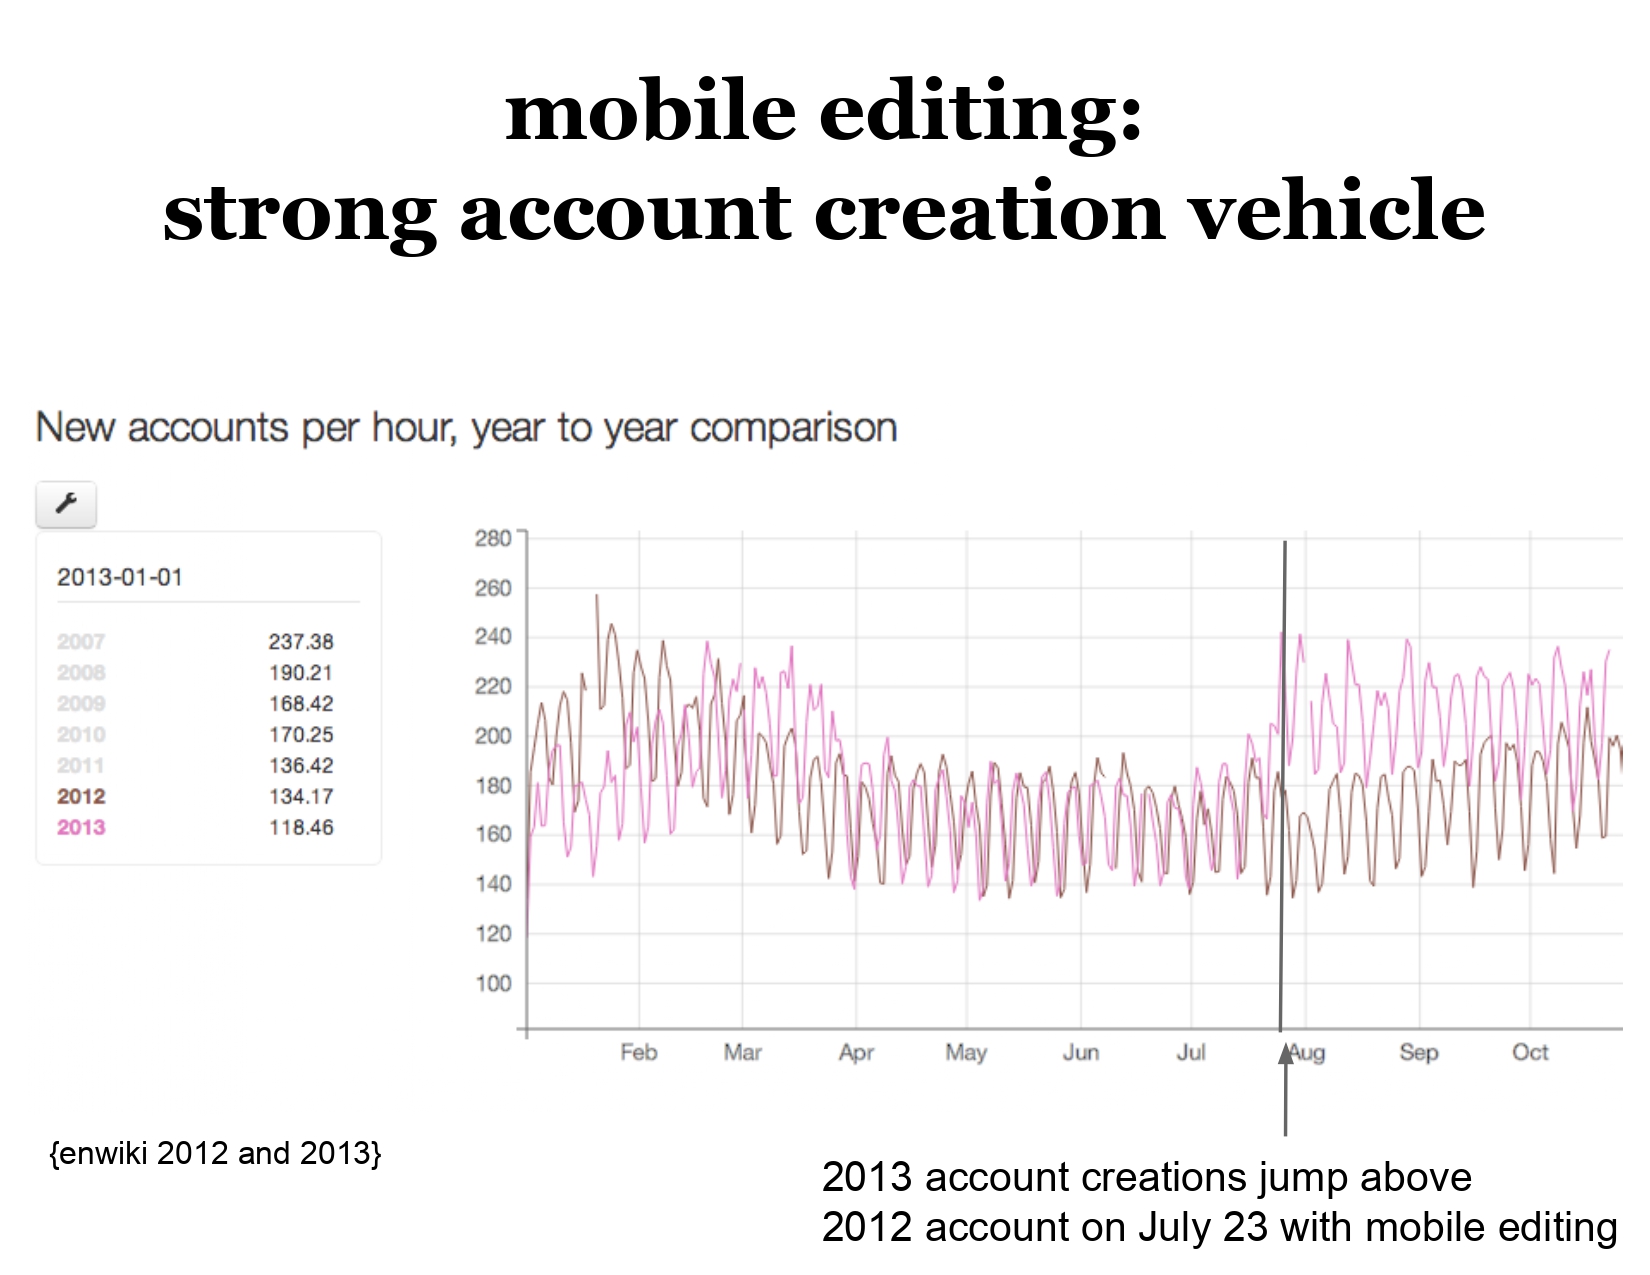 mobile editing:
strong account creation vehicle
New accounts per hour, year to year comparison
2013-01-01
2007 237.38
2008 190.21
2009 168.42
2010 170.25
2011 136.42
2012 134.17
2013 118.46
280
260
240
220
200
180
160
140
120
100
Feb Mar Apr May Jun Jul Aug Sep Oct
{enwiki 2012 and 2013}
2013 account creations jump above
2012 account on July 23 with mobile editing